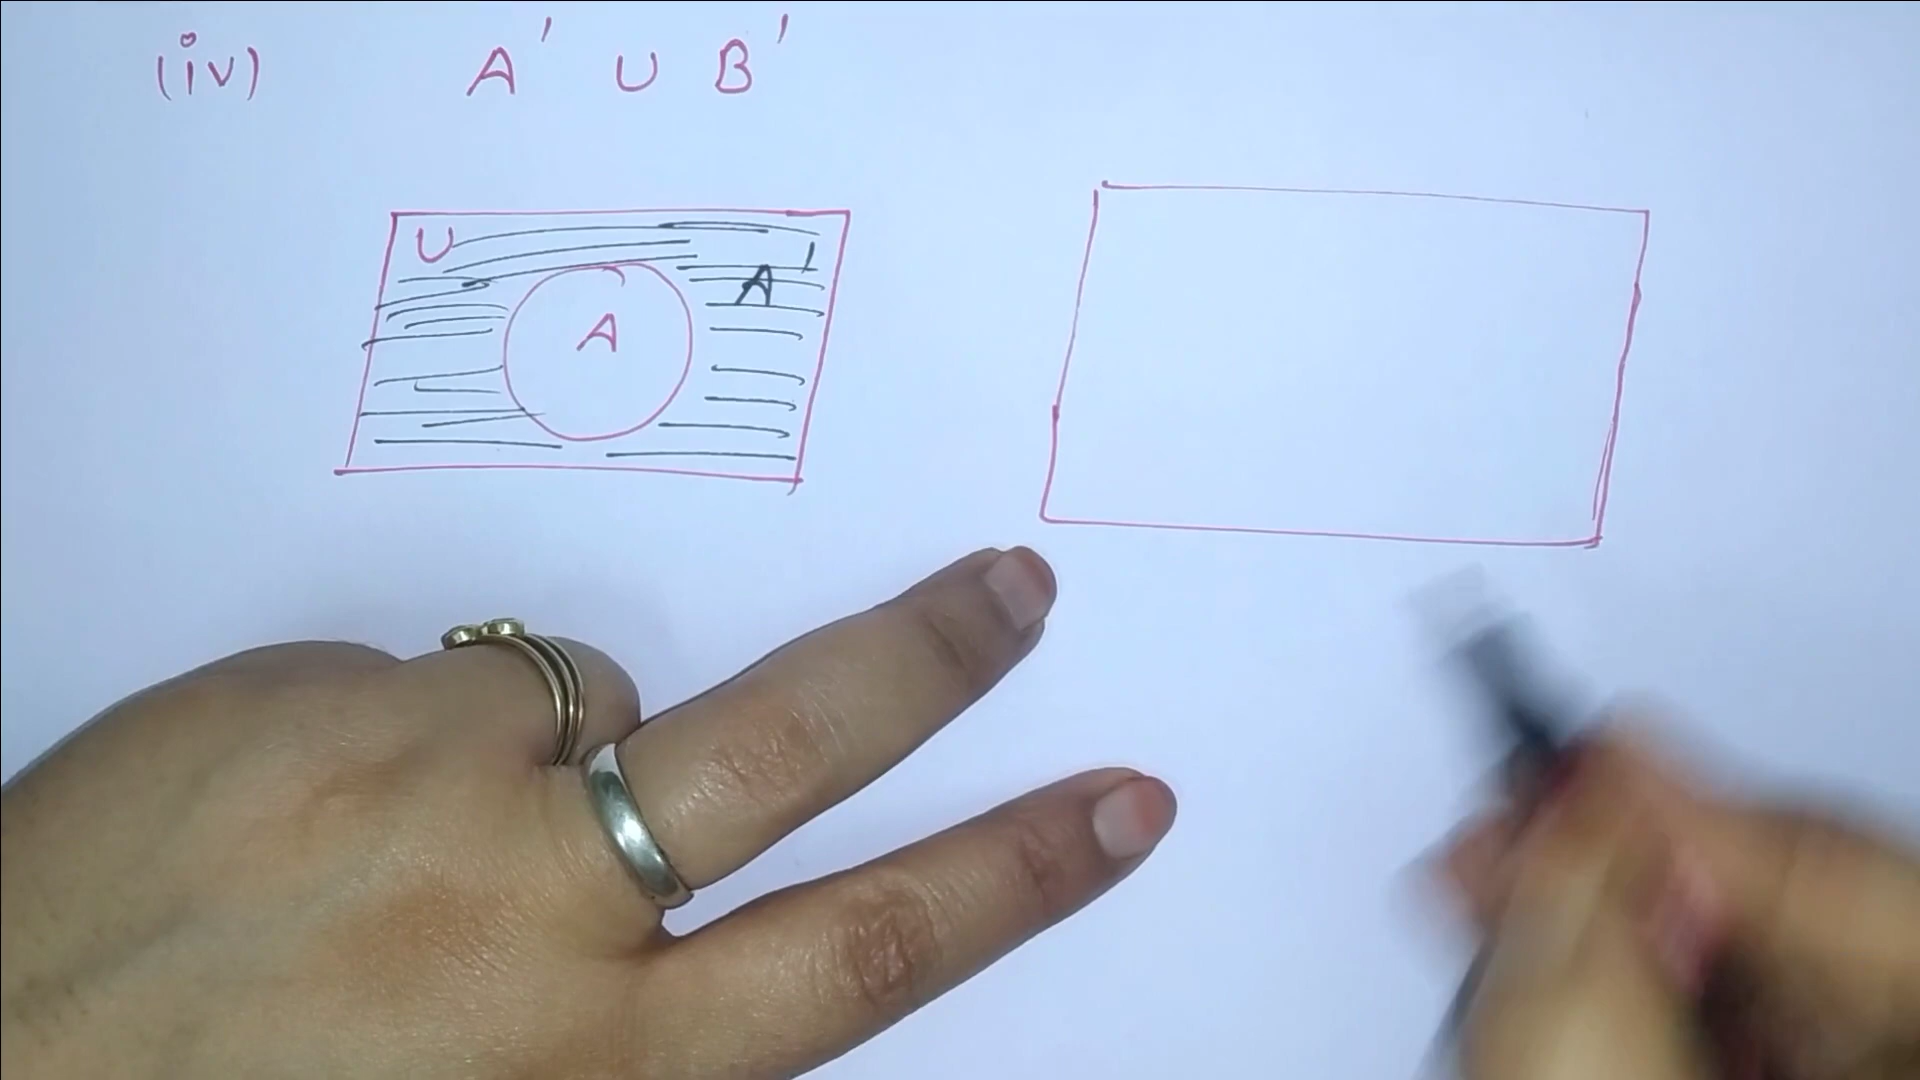 (iv) A' ∪ B'
U
A'
A